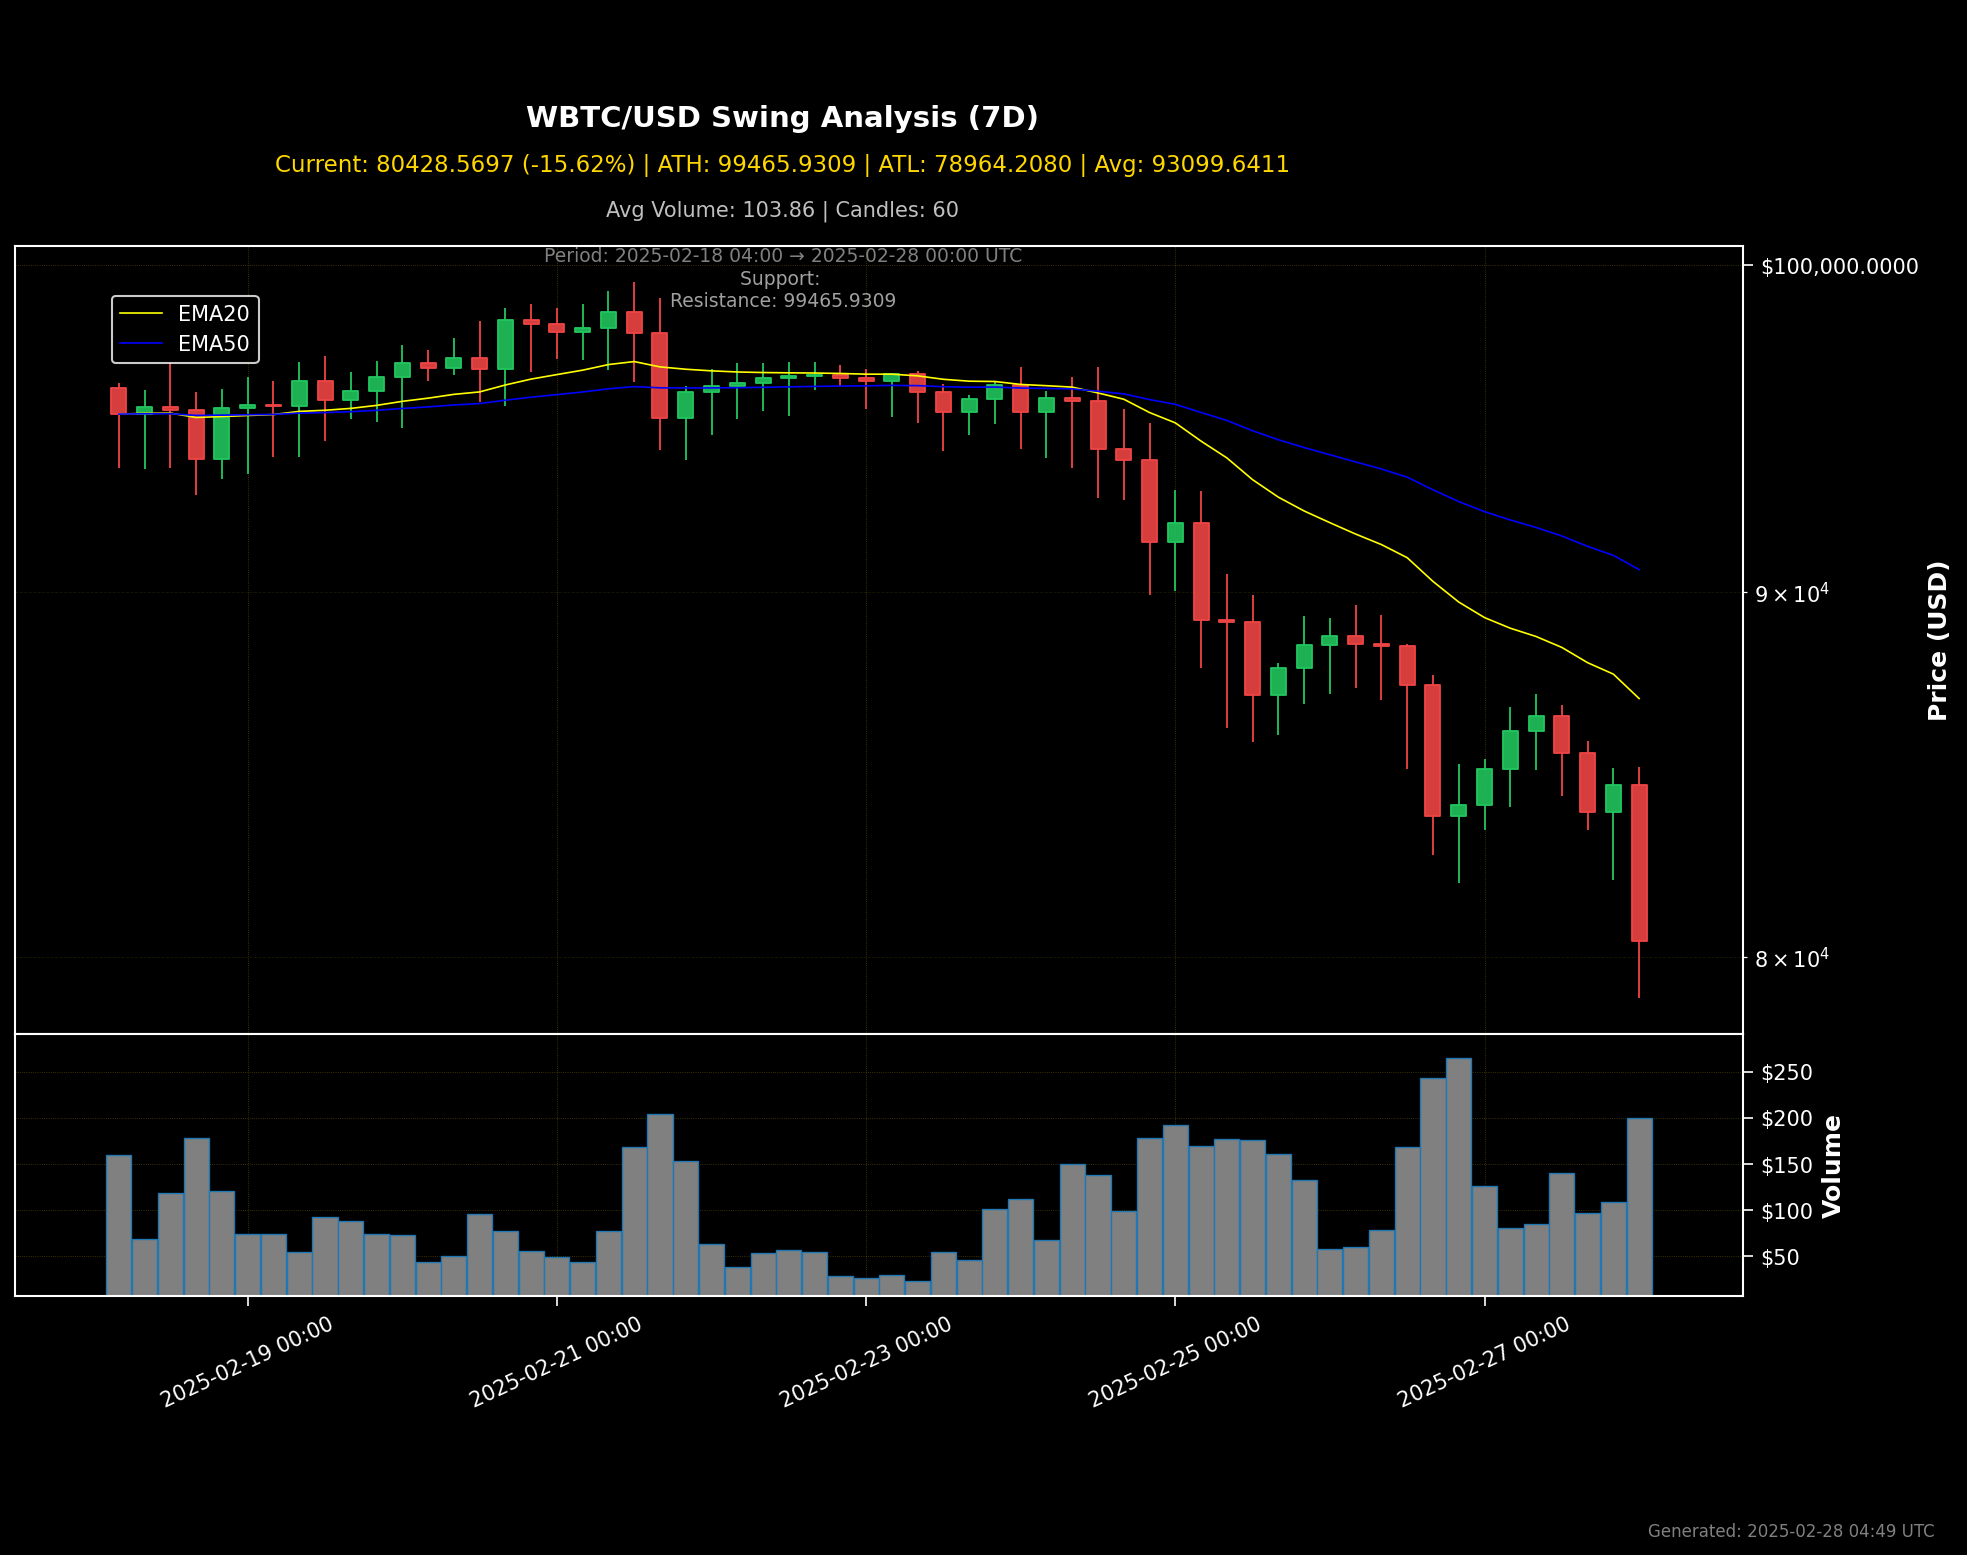 WBTC/USD Swing Analysis (7D)
Current: 80428.5697 (-15.62%) | ATH: 99465.9309 | ATL: 78964.2080 | Avg: 93099.6411
Avg Volume: 103.86 | Candles: 60
Period: 2025-02-18 04:00 → 2025-02-28 00:00 UTC
Support:
Resistance: 99465.9309
EMA20
EMA50
$100,000.0000
9 × 10⁴
8 × 10⁴
Price (USD)
$250
$200
$150
$100
$50
Volume
2025-02-19 00:00
2025-02-21 00:00
2025-02-23 00:00
2025-02-25 00:00
2025-02-27 00:00
Generated: 2025-02-28 04:49 UTC